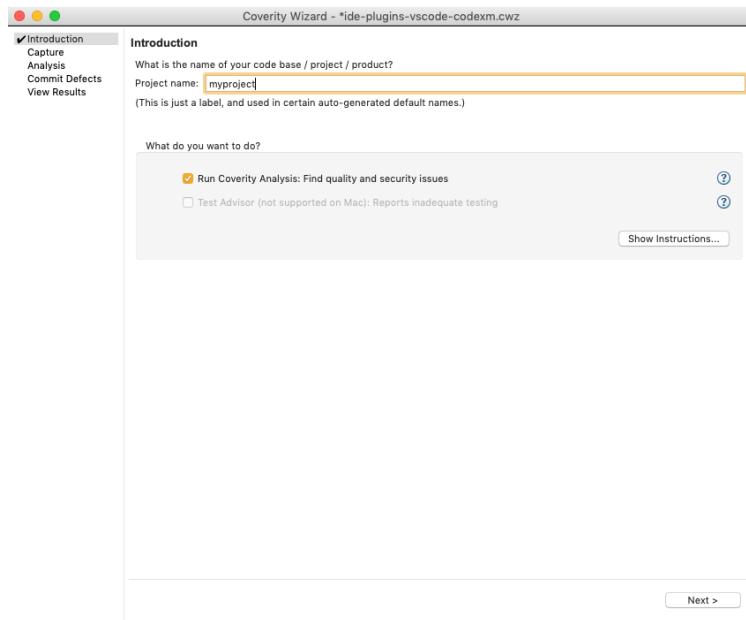 Coverity Wizard - *ide-plugins-vscode-codexm.cwz
✔Introduction
Capture
Analysis
Commit Defects
View Results
Introduction
What is the name of your code base / project / product?
Project name: myproject
(This is just a label, and used in certain auto-generated default names.)
What do you want to do?
Run Coverity Analysis: Find quality and security issues ?
Test Advisor (not supported on Mac): Reports inadequate testing ?
Show Instructions...
Next >